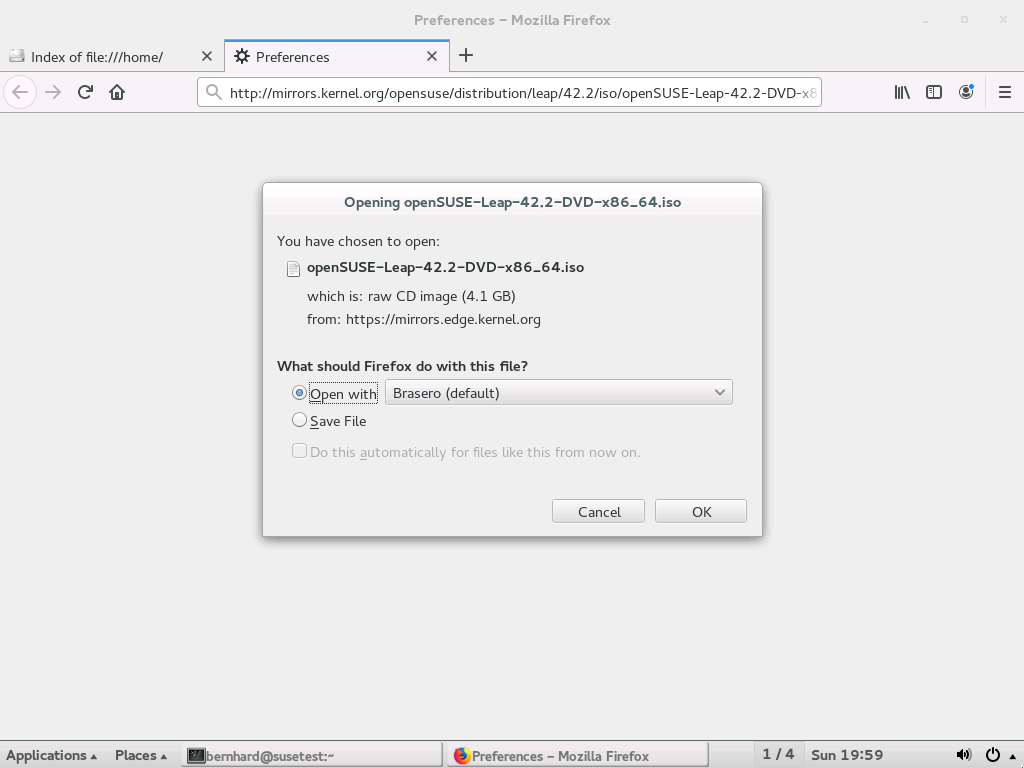 Preferences – Mozilla Firefox
Index of file:///home/
Preferences
http://mirrors.kernel.org/opensuse/distribution/leap/42.2/iso/openSUSE-Leap-42.2-DVD-x8
Opening openSUSE-Leap-42.2-DVD-x86_64.iso
You have chosen to open:
openSUSE-Leap-42.2-DVD-x86_64.iso
which is: raw CD image (4.1 GB)
from: https://mirrors.edge.kernel.org
What should Firefox do with this file?
Open with Brasero (default)
Save File
Do this automatically for files like this from now on.
Cancel OK
Applications Places bernhard@susetest:~ Preferences – Mozilla Firefox 1 / 4 Sun 19:59